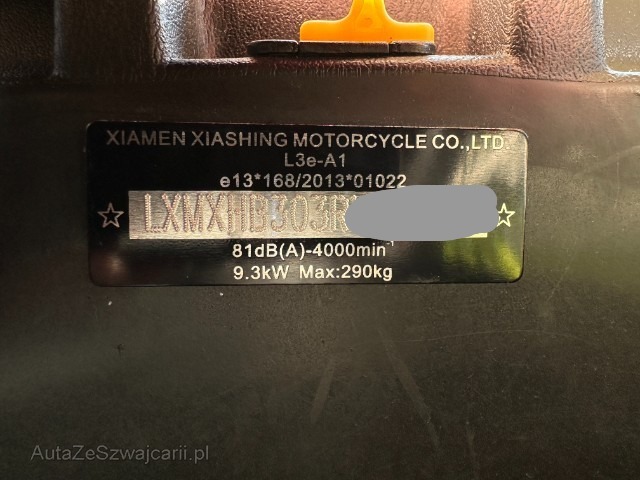 XIAMEN XIASHING MOTORCYCLE CO.,LTD.
L3e-A1
e13*168/2013*01022
☆ LXMXHB303R ☆
81dB(A)-4000min⁻¹
9.3kW Max:290kg
AutaZeSzwajcarii.pl